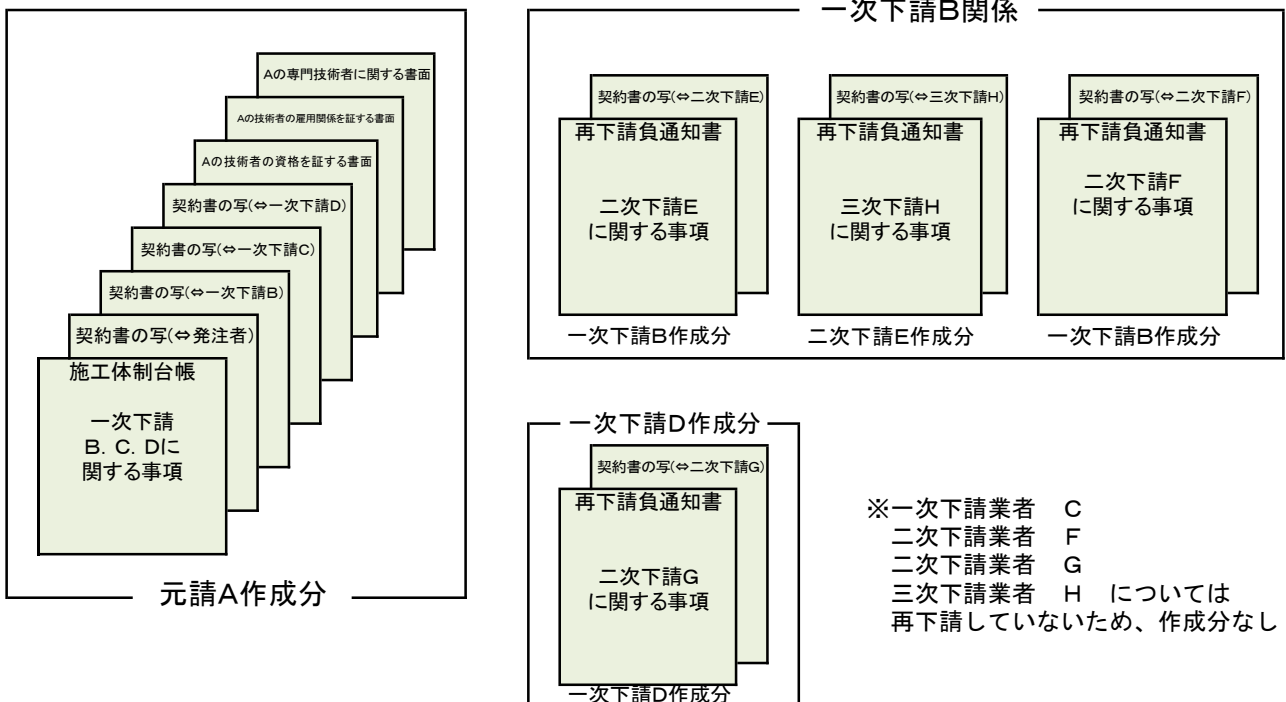 Aの専門技術者に関する書面
Aの技術者の雇用関係を証する書面
Aの技術者の資格を証する書面
契約書の写(⇔一次下請D)
契約書の写(⇔一次下請C)
契約書の写(⇔一次下請B)
契約書の写(⇔発注者)
施工体制台帳
一次下請
B．C．Dに
関する事項
元請A作成分
一次下請B関係
契約書の写(⇔二次下請E)
再下請負通知書
二次下請E
に関する事項
一次下請B作成分
契約書の写(⇔三次下請H)
再下請負通知書
三次下請H
に関する事項
二次下請E作成分
契約書の写(⇔二次下請F)
再下請負通知書
二次下請F
に関する事項
一次下請B作成分
一次下請D作成分
契約書の写(⇔二次下請G)
再下請負通知書
二次下請G
に関する事項
一次下請D作成分
※一次下請業者　C
二次下請業者　F
二次下請業者　G
三次下請業者　H　については
再下請していないため、作成分なし